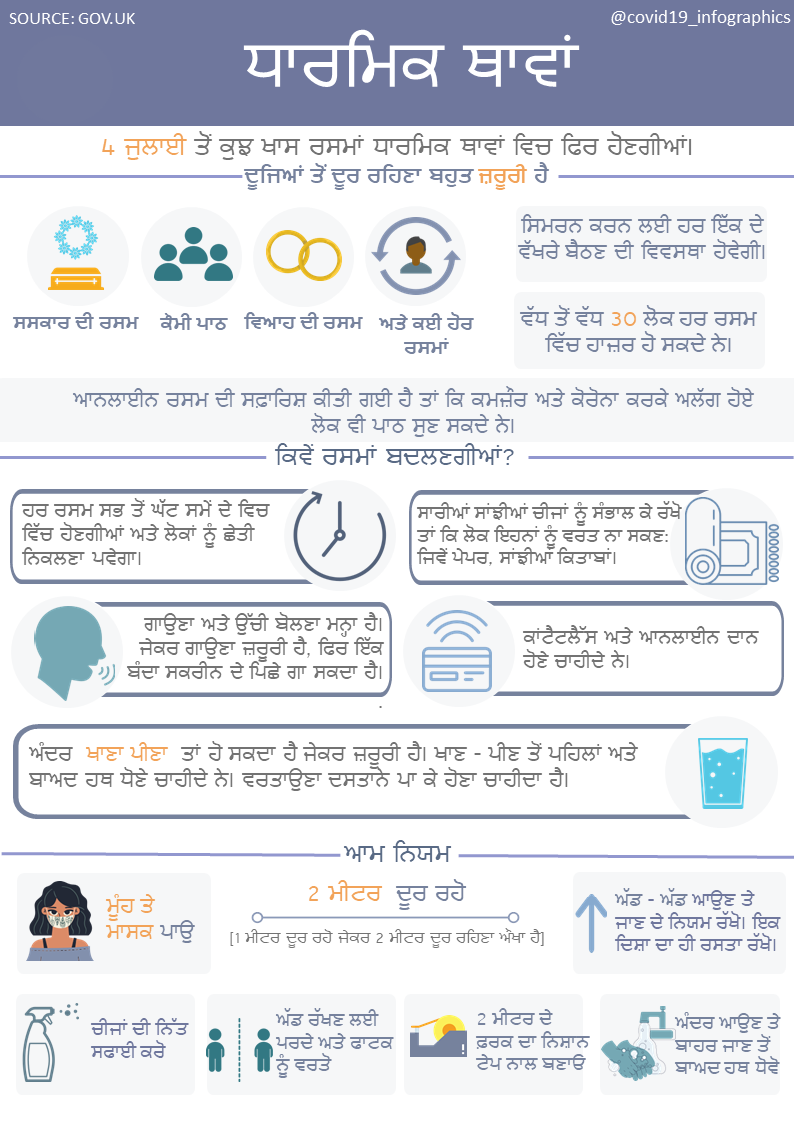 SOURCE: GOV.UK
@covid19_infographics
ਧਾਰਮਿਕ ਥਾਵਾਂ
4 ਜੁਲਾਈ ਤੋਂ ਕੁਝ ਖਾਸ ਰਸਮਾਂ ਧਾਰਮਿਕ ਥਾਵਾਂ ਵਿਚ ਫਿਰ ਹੋਣਗੀਆਂ।
ਦੂਜਿਆਂ ਤੋਂ ਦੂਰ ਰਹਿਣਾ ਬਹੁਤ ਜ਼ਰੂਰੀ ਹੈ
ਸਸਕਾਰ ਦੀ ਰਸਮ
ਕੌਮੀ ਪਾਠ
ਵਿਆਹ ਦੀ ਰਸਮ
ਅਤੇ ਕਈ ਹੋਰ
ਰਸਮਾਂ
ਸਿਮਰਨ ਕਰਨ ਲਈ ਹਰ ਇੱਕ ਦੇ
ਵੱਖਰੇ ਬੈਠਣ ਦੀ ਵਿਵਸਥਾ ਹੋਵੇਗੀ।
ਵੱਧ ਤੋਂ ਵੱਧ 30 ਲੋਕ ਹਰ ਰਸਮ
ਵਿੱਚ ਹਾਜ਼ਰ ਹੋ ਸਕਦੇ ਨੇ।
ਆਨਲਾਈਨ ਰਸਮ ਦੀ ਸਫ਼ਾਰਿਸ਼ ਕੀਤੀ ਗਈ ਹੈ ਤਾਂ ਕਿ ਕਮਜ਼ੌਰ ਅਤੇ ਕੋਰੋਨਾ ਕਰਕੇ ਅਲੱਗ ਹੋਏ
ਲੋਕ ਵੀ ਪਾਠ ਸੁਣ ਸਕਦੇ ਨੇ।
ਕਿਵੇਂ ਰਸਮਾਂ ਬਦਲਣਗੀਆਂ?
ਹਰ ਰਸਮ ਸਭ ਤੋਂ ਘੱਟ ਸਮੇਂ ਦੇ ਵਿਚ
ਵਿੱਚ ਹੋਣਗੀਆਂ ਅਤੇ ਲੋਕਾਂ ਨੂੰ ਛੇਤੀ
ਨਿਕਲਣਾ ਪਵੇਗਾ।
ਸਾਰੀਆਂ ਸਾਂਝੀਆਂ ਚੀਜਾਂ ਨੂੰ ਸੰਭਾਲ ਕੇ ਰੱਖੋ
ਤਾਂ ਕਿ ਲੋਕ ਇਹਨਾਂ ਨੂੰ ਵਰਤ ਨਾ ਸਕਣ:
ਜਿਵੇਂ ਪੇਪਰ, ਸਾਂਝੀਆਂ ਕਿਤਾਬਾਂ।
ਗਾਉਣਾ ਅਤੇ ਉੱਚੀ ਬੋਲਣਾ ਮਨ੍ਹਾ ਹੈ।
ਜੇਕਰ ਗਾਉਣਾ ਜ਼ਰੂਰੀ ਹੈ, ਫਿਰ ਇੱਕ
ਬੰਦਾ ਸਕਰੀਨ ਦੇ ਪਿਛੇ ਗਾ ਸਕਦਾ ਹੈ।
.
ਕਾਂਟੈਟਲੈੱਸ ਅਤੇ ਆਨਲਾਈਨ ਦਾਨ
ਹੋਣੇ ਚਾਹੀਦੇ ਨੇ।
ਅੰਦਰ ਖਾਣਾ ਪੀਣਾ ਤਾਂ ਹੋ ਸਕਦਾ ਹੈ ਜੇਕਰ ਜ਼ਰੂਰੀ ਹੈ। ਖਾਣ - ਪੀਣ ਤੋਂ ਪਹਿਲਾਂ ਅਤੇ
ਬਾਅਦ ਹਥ ਧੋਣੇ ਚਾਹੀਦੇ ਨੇ। ਵਰਤਾਉਣਾ ਦਸਤਾਨੇ ਪਾ ਕੇ ਹੋਣਾ ਚਾਹੀਦਾ ਹੈ।
ਆਮ ਨਿਯਮ
ਮੂੰਹ ਤੇ
ਮਾਸਕ ਪਾਉ
2 ਮੀਟਰ ਦੂਰ ਰਹੋ
[1 ਮੀਟਰ ਦੂਰ ਰਹੋ ਜੇਕਰ 2 ਮੀਟਰ ਦੂਰ ਰਹਿਣਾ ਔਖਾ ਹੈ]
ਅੱਡ - ਅੱਡ ਆਉਣ ਤੇ
ਜਾਣ ਦੇ ਨਿਯਮ ਰੱਖੋ। ਇਕ
ਦਿਸ਼ਾ ਦਾ ਹੀ ਰਸਤਾ ਰੱਖੋ।
ਚੀਜਾਂ ਦੀ ਨਿੱਤ
ਸਫਾਈ ਕਰੋ
ਅੱਡ ਰੱਖਣ ਲਈ
ਪਰਦੇ ਅਤੇ ਫਾਟਕ
ਨੂੰ ਵਰਤੋ
2 ਮੀਟਰ ਦੇ
ਫ਼ਰਕ ਦਾ ਨਿਸ਼ਾਨ
ਟੇਪ ਨਾਲ ਬਣਾਓ
ਅੰਦਰ ਆਉਣ ਤੇ
ਬਾਹਰ ਜਾਣ ਤੋਂ
ਬਾਅਦ ਹਥ ਧੋਵੋ